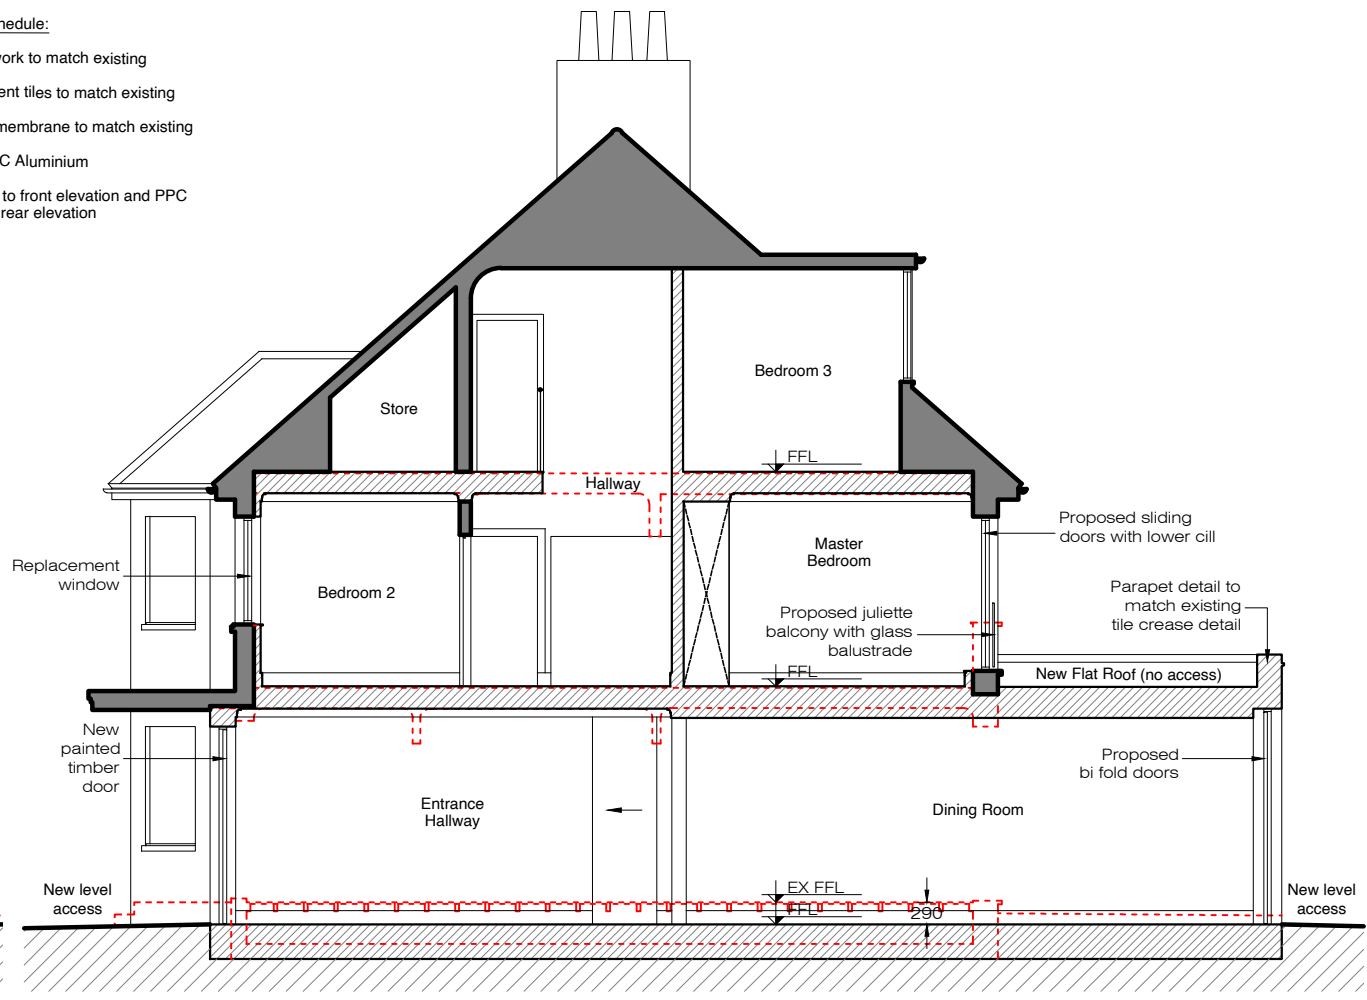 hedule:
work to match existing
ent tiles to match existing
membrane to match existing
C Aluminium
to front elevation and PPC
rear elevation
Bedroom 3
Store
FFL
Hallway
Proposed sliding
doors with lower cill
Master
Bedroom
Replacement
window
Bedroom 2
Parapet detail to
match existing
tile crease detail
Proposed juliette
balcony with glass
balustrade
FFL
New Flat Roof (no access)
New
painted
timber
door
Proposed
bi fold doors
Entrance
Hallway
Dining Room
New level
access
EX FFL
FFL
290
New level
access